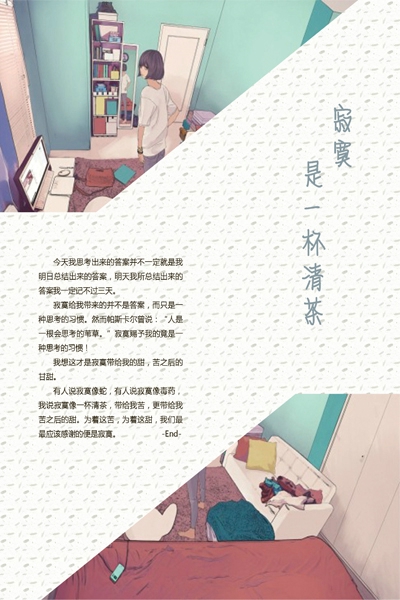 寂寞
是一杯清茶
今天我思考出来的答案并不一定就是我
明日总结出来的答案，明天我所总结出来的
答案我一定记不过三天。
寂寞给我带来的并不是答案，而只是一
种思考的习惯。然而帕斯卡尔曾说：“人是
一根会思考的苇草。”寂寞赐予我的竟是一
种思考的习惯！
我想这才是寂寞带给我的甜，苦之后的
甘甜。
有人说寂寞像蛇，有人说寂寞像毒药，
我说寂寞像一杯清茶，带给我苦，更带给我
苦之后的甜。为着这苦，为着这甜，我们最
最应该感谢的便是寂寞。 -End-